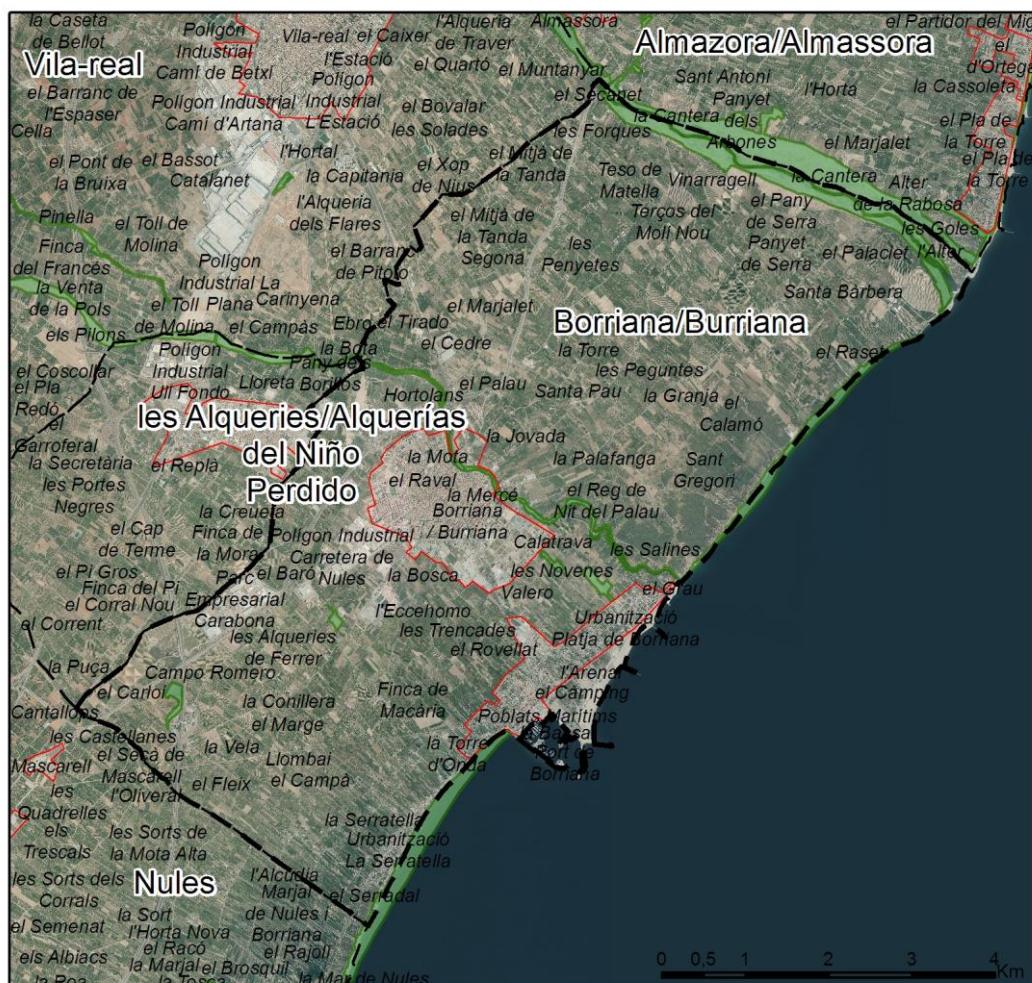 la Caseta
de Bellot
Polígon
Industrial
Camí de Betxí
Vila-real
el Caixer
l'Estació
Polígon
Industrial
L'Estació
l'Alqueria
de Traver
el Quartó
Almassora
Almazora/Almassora
el Partidor del Mig
el
d'Ortega
la Cassoleta
Vila-real
el Barranc de
l'Espaser
Cella
Polígon Industrial
Camí d'Artana
el Bovalar
les Solades
el Muntanyar
el Secanet
Sant Antoni
Panyet
dels
Arbones
l'Horta
la Cantera
les Forques
el Pla de
la Torre
el Pla de
la Torre
el Marjalet
el Pont de
la Bruixa
el Bassot
Catalanet
l'Hortal
la Capitania
el Xop
de Nius
el Mitjà de
la Tanda
Teso de
Matella
Vinarragell
la Cantera
Alter
de la Rabosa
Pinella
el Toll de
Molina
l'Alqueria
dels Flares
el Mitjà de
la Tanda
Segona
Terços del
Molí Nou
el Pany
de Serra
Panyet
de Serra
les Goles
el Palaciet
l'Alter
Finca
del Francés
la Venta
de la Pols
Polígon
Industrial La
Carinyena
les
Penyetes
Santa Bàrbera
el Toll Plana
de Molina
el Campàs
el Marjalet
Borriana/Burriana
els Pilons
Ebro
el Tirado
el Cedre
la Torre
el Raset
el Coscollar
el Pla
Redó
Polígon
Industrial
Ull Fondo
Pany dels
Lloreta
Borillos
Hortolans
el Palau
Santa Pau
les Peguntes
la Granja
el
Calamó
les Alqueries/Alquerías
del Niño
Perdido
el
Garroferal
la Secretària
les Portes
Negres
el Repla
la Jovada
la Mota
el Raval
la Mercé
la Palafanga
Sant
Gregori
el Reg de
Nit del Palau
Borriana
/ Burriana
la Creueta
Finca de
la Mora
Polígon Industrial
Carretera de
Nules
el Cap
de Terme
Calatrava
les Salines
el Pi Gros
Finca del Pi
el Corral Nou
Parc
Empresarial
Carabona
el Baró
la Bosca
les Novenes
Valero
el Grau
el Corrent
l'Eccehomo
Urbanització
Platja de Borriana
les Alqueries
de Ferrer
les Trencades
el Rovellat
la Puça
el Carloi
Campo Romero
l'Arenal
el Càmping
la Conillera
Finca de
Macària
Cantallops
el Marge
Poblats Marítims
Port de
Borriana
les Castellanes
el Secà de
Mascarell
Mascarell
la Vela
Llombai
la Torre
d'Onda
l'Oliveral
el Fleix
el Campà
les
Quadrelles
els
Trescals
les Sorts de
la Mota Alta
la Serratella
Urbanització
La Serratella
Nules
les Sorts dels
Corrals
l'Alcúdia
Marjal
de Nules i
Borriana
el Serradal
el Semenat
la Sort
l'Horta Nova
el Racó
el Rajolí
els Albiacs
la Marjal
el Brosquil
la Mar de Nules
0 0,5 1 2 3 4
Km